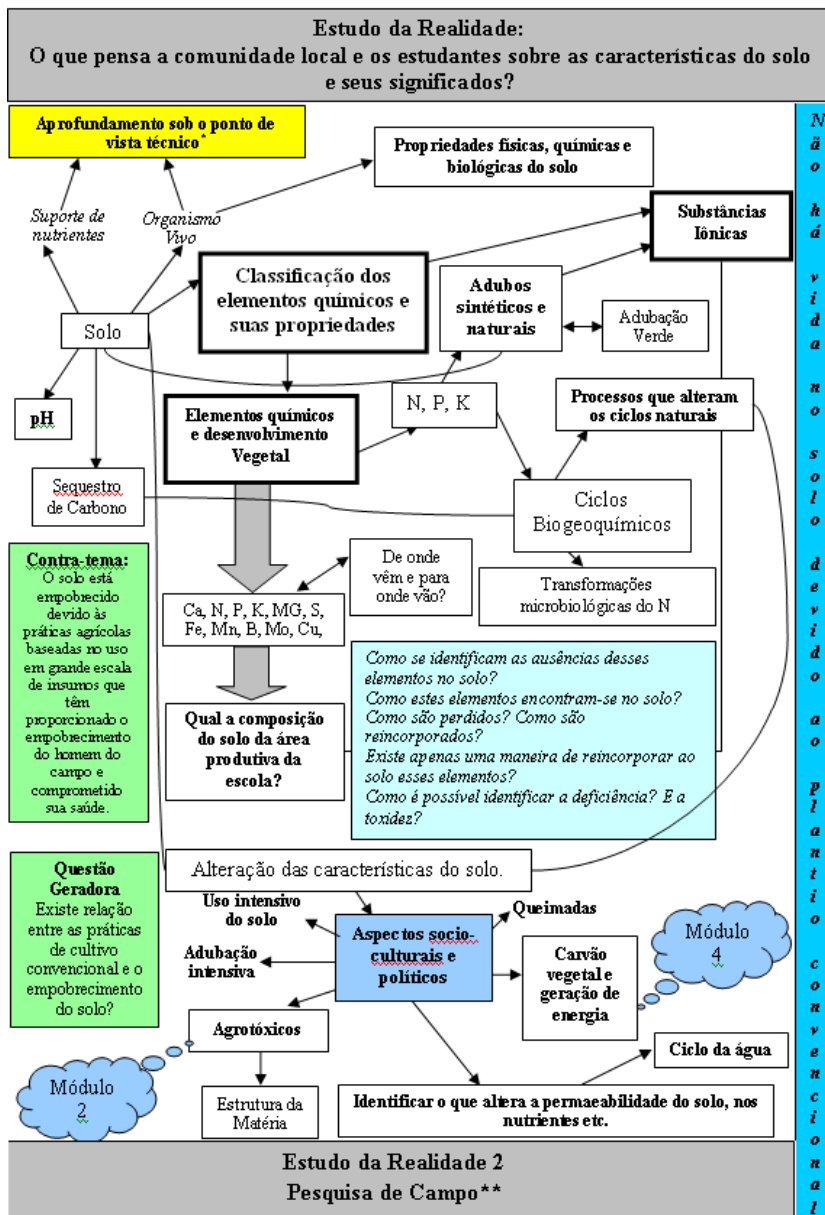 Estudo da Realidade:
O que pensa a comunidade local e os estudantes sobre as características do solo
e seus significados?
Aprofundamento sob o ponto de
vista técnico*
Propriedades físicas, químicas e
biológicas do solo
Suporte de
nutrientes
Organismo
Vivo
Substâncias
Iônicas
Classificação dos
elementos químicos e
suas propriedades
Adubos
sintéticos e
naturais
Adubação
Verde
Solo
pH
Elementos químicos
e desenvolvimento
Vegetal
N, P, K
Processos que alteram
os ciclos naturais
Sequestro
de Carbono
Ciclos
Biogeoquímicos
De onde
vêm e para
onde vão?
Transformações
microbiológicas do N
Contra-tema:
O solo está
empobrecido
devido às
práticas agrícolas
baseadas no uso
em grande escala
de insumos que
têm
proporcionado o
empobrecimento
do homem do
campo e
comprometido
sua saúde.
Ca, N, P, K, MG, S,
Fe, Mn, B, Mo, Cu,
Qual a composição
do solo da área
produtiva da
escola?
Como se identificam as ausências desses
elementos no solo?
Como estes elementos encontram-se no solo?
Como são perdidos? Como são
reincorporados?
Existe apenas uma maneira de reincorporar ao
solo esses elementos?
Como é possível identificar a deficiência? E a
toxidez?
Alteração das características do solo.
Questão
Geradora
Existe relação
entre as práticas
de cultivo
convencional e o
empobrecimento
do solo?
Uso intensivo
do solo
Adubação
intensiva
Aspectos socio-
culturais e
políticos
Queimadas
Carvão
vegetal e
geração de
energia
Módulo
4
Agrotóxicos
Módulo
2
Estrutura da
Matéria
Ciclo da água
Identificar o que altera a permaeabilidade do solo, nos
nutrientes etc.
Estudo da Realidade 2
Pesquisa de Campo**
Não há vida no solo devido ao plantio convencional